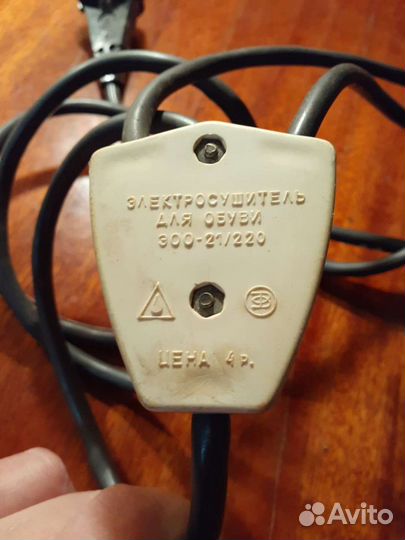 ЭЛЕКТРОСУШИТЕЛЬ
ДЛЯ ОБУВИ
ЭОО-21/220
ЦЕНА 4р.
Avito